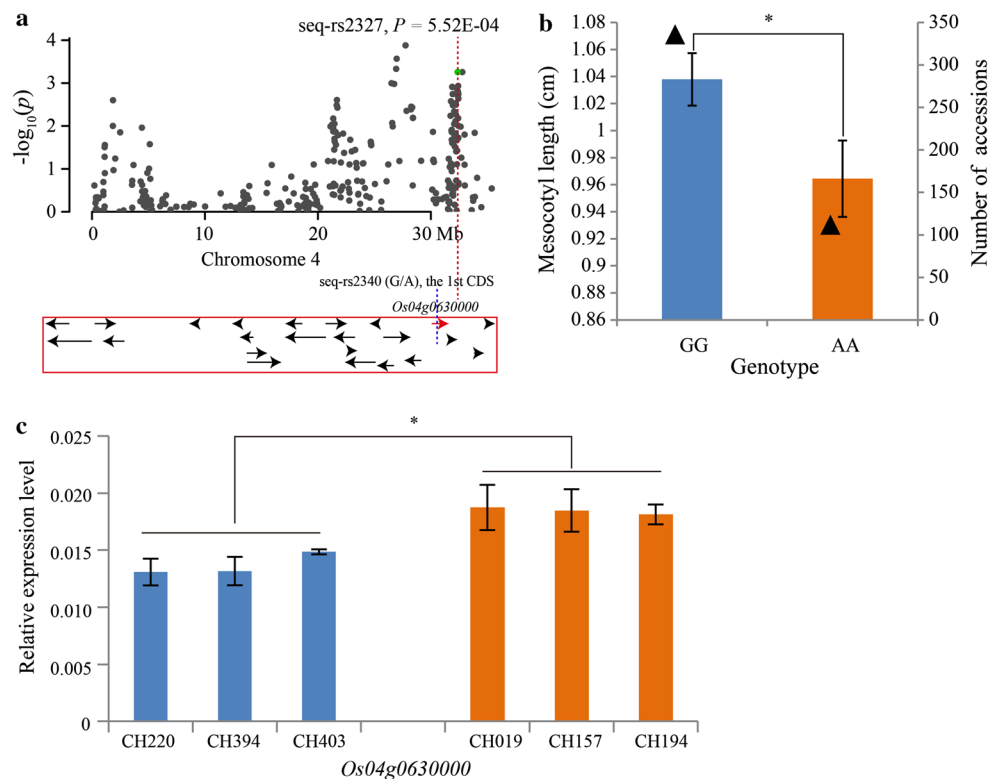 a
seq-rs2327, P = 5.52E-04
-log10(p)
4
3
2
1
0
0 10 20 30 Mb
Chromosome 4
seq-rs2340 (G/A), the 1st CDS
Os04g0630000
b
*
Mesocotyl length (cm)
1.08
1.06
1.04
1.02
1
0.98
0.96
0.94
0.92
0.9
0.88
0.86
350
300
250
200
150
100
50
0
Number of accessions
GG AA
Genotype
c
*
Relative expression level
0.025
0.020
0.015
0.010
0.005
0
CH220 CH394 CH403 CH019 CH157 CH194
Os04g0630000